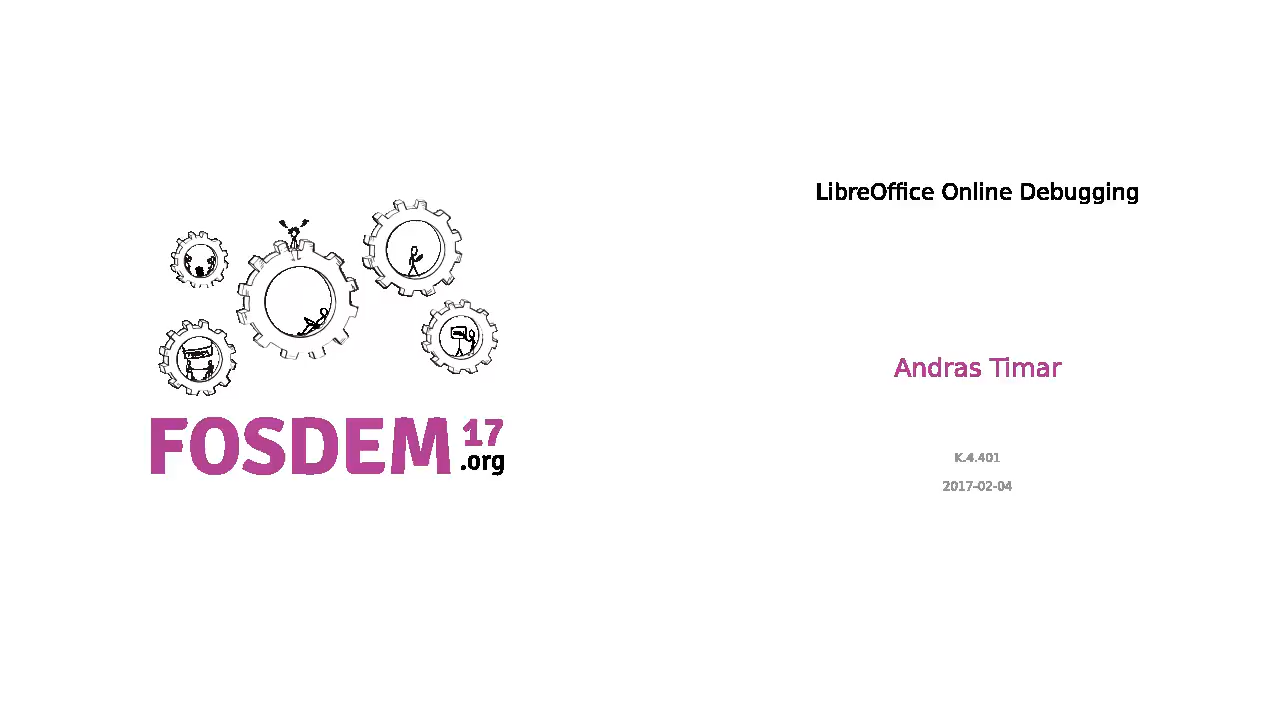 FOSDEM 17
.org
LibreOffice Online Debugging
Andras Timar
K.4.401
2017-02-04